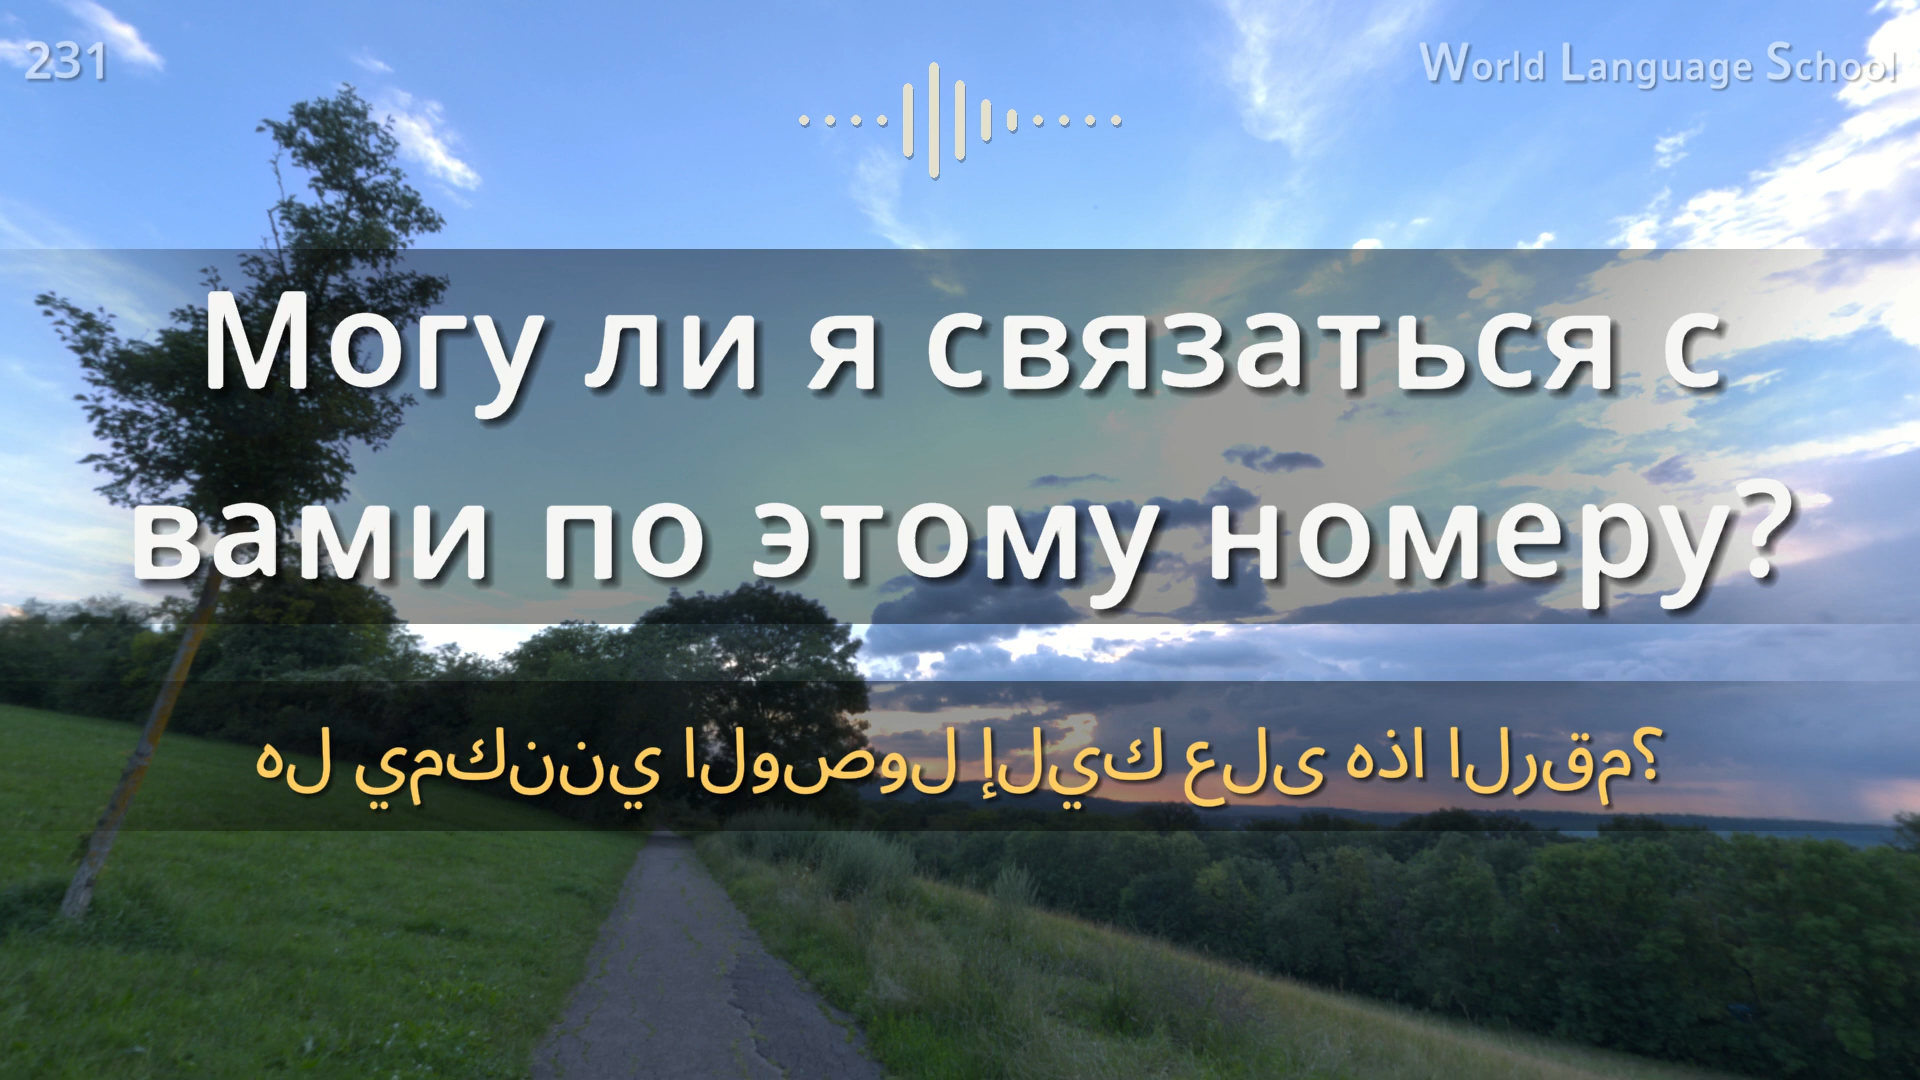 231
World Language School
Могу ли я связаться с
вами по этому номеру?
هل يمكنني الوصول إليك على هذا الرقم؟